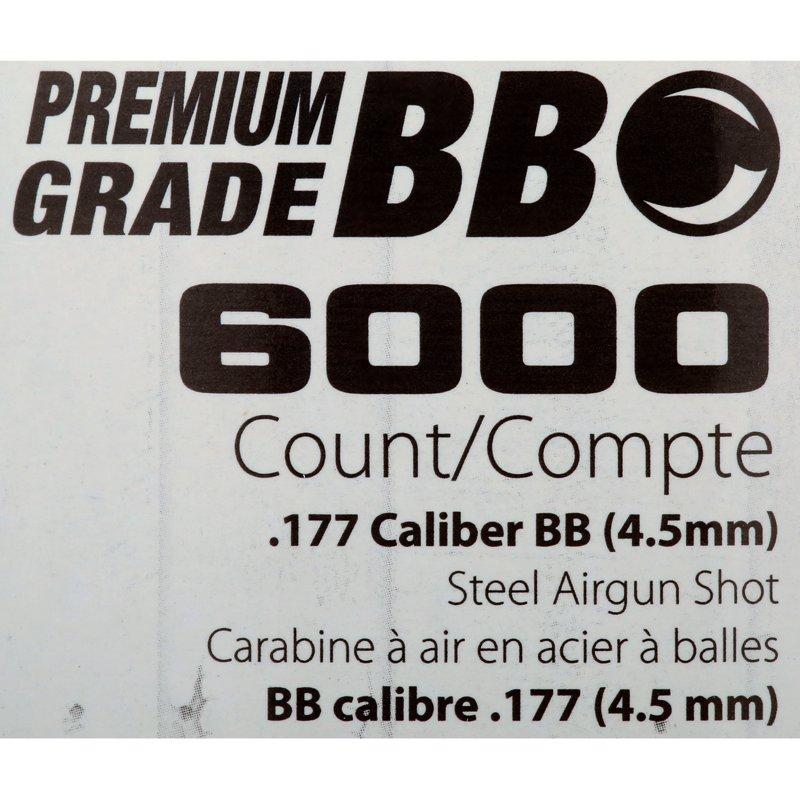 PREMIUM
GRADE BB
6000
Count/Compte
.177 Caliber BB (4.5mm)
Steel Airgun Shot
Carabine à air en acier à balles
BB calibre .177 (4.5 mm)